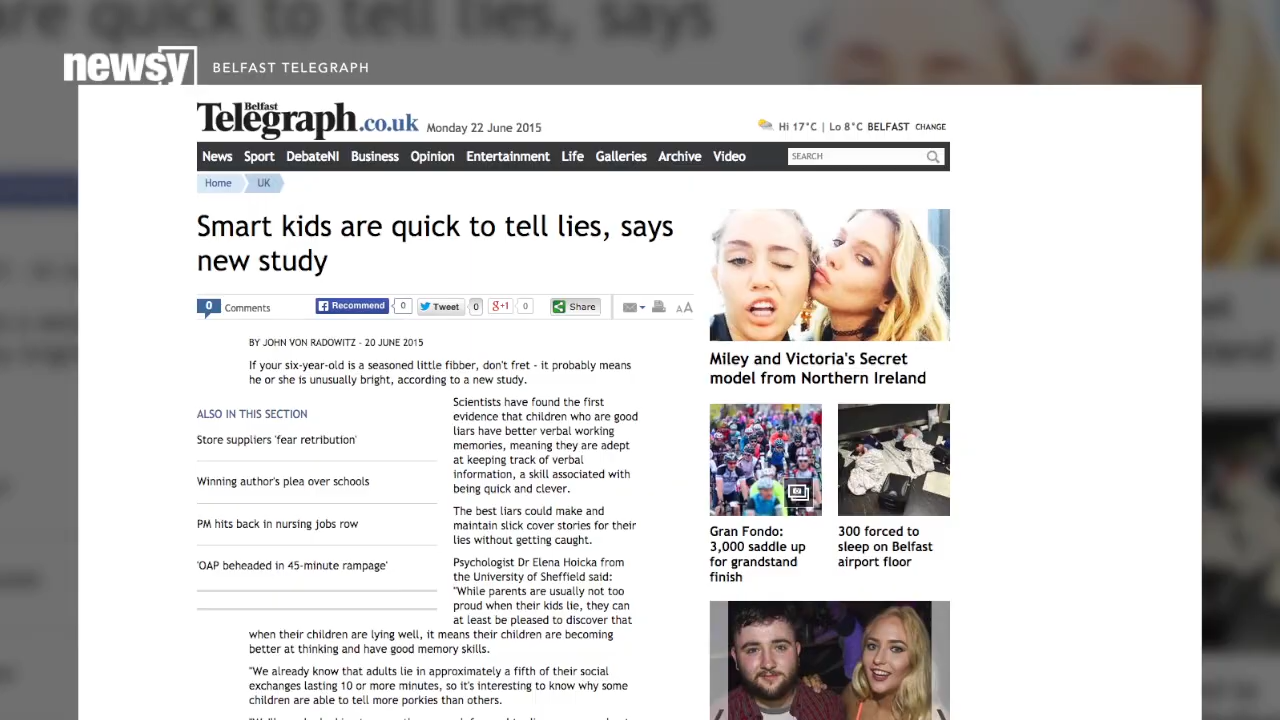 are quick to tell lies, says
newsy BELFAST TELEGRAPH
Belfast
Telegraph.co.uk Monday 22 June 2015
Hi 17°C | Lo 8°C BELFAST CHANGE
News Sport DebateNI Business Opinion Entertainment Life Galleries Archive Video SEARCH
Home UK
Smart kids are quick to tell lies, says
new study
0 Comments Recommend 0 Tweet 0 g+1 0 Share AA
BY JOHN VON RADOWITZ - 20 JUNE 2015
If your six-year-old is a seasoned little fibber, don't fret - it probably means
he or she is unusually bright, according to a new study.
ALSO IN THIS SECTION
Store suppliers 'fear retribution'
Winning author's plea over schools
PM hits back in nursing jobs row
'OAP beheaded in 45-minute rampage'
Scientists have found the first
evidence that children who are good
liars have better verbal working
memories, meaning they are adept
at keeping track of verbal
information, a skill associated with
being quick and clever.
The best liars could make and
maintain slick cover stories for their
lies without getting caught.
Psychologist Dr Elena Hoicka from
the University of Sheffield said:
"While parents are usually not too
proud when their kids lie, they can
at least be pleased to discover that
when their children are lying well, it means their children are becoming
better at thinking and have good memory skills.
"We already know that adults lie in approximately a fifth of their social
exchanges lasting 10 or more minutes, so it's interesting to know why some
children are able to tell more porkies than others.
Miley and Victoria's Secret
model from Northern Ireland
Gran Fondo:
3,000 saddle up
for grandstand
finish
300 forced to
sleep on Belfast
airport floor